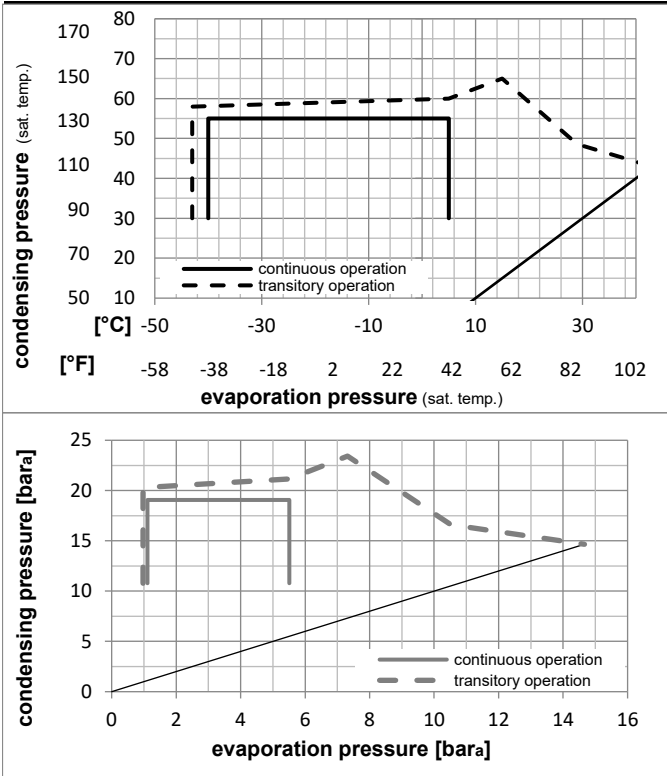 condensing pressure (sat. temp.)
170 80
150 70
60
130 50
110 40
90 30
70 20
50 10
continuous operation
transitory operation
[°C] -50 -30 -10 10 30
[°F] -58 -38 -18 2 22 42 62 82 102
evaporation pressure (sat. temp.)
condensing pressure [bara]
25
20
15
10
5
0
continuous operation
transitory operation
0 2 4 6 8 10 12 14 16
evaporation pressure [bara]